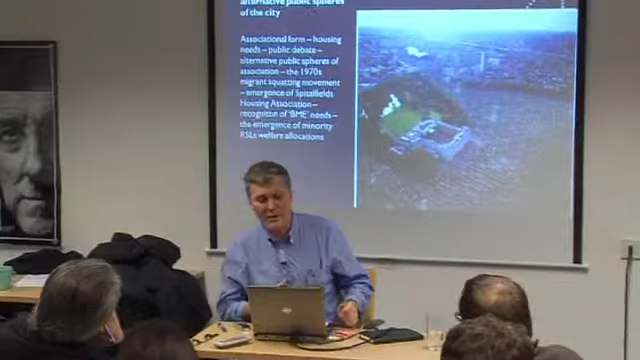 alternative public spheres
of the city
Associational form – housing
needs – public debate –
alternative public spheres of
association – the 1970s
migrant squatting movement
– emergence of Spitalfields
Housing Association –
recognition of 'BME' needs –
the emergence of minority
RSLs welfare allocations